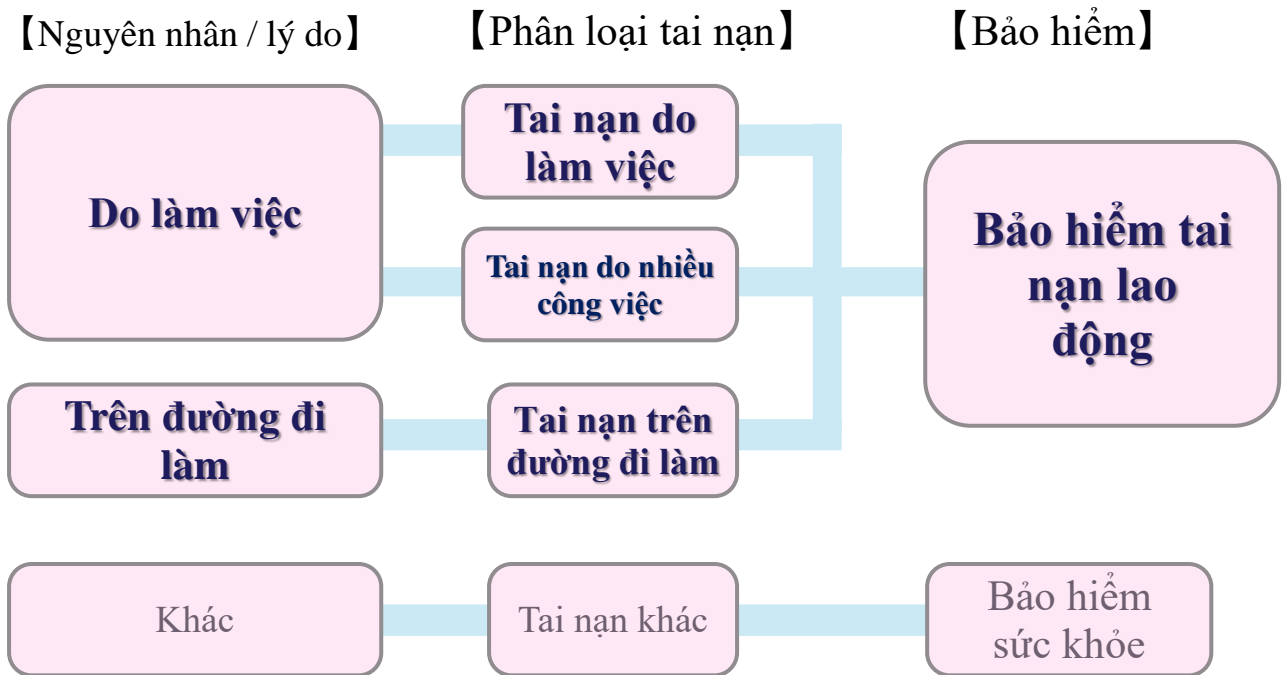 【Nguyên nhân / lý do】
【Phân loại tai nạn】
【Bảo hiểm】
Do làm việc
Tai nạn do
làm việc
Tai nạn do nhiều
công việc
Bảo hiểm tai
nạn lao
động
Trên đường đi
làm
Tai nạn trên
đường đi làm
Khác
Tai nạn khác
Bảo hiểm
sức khỏe